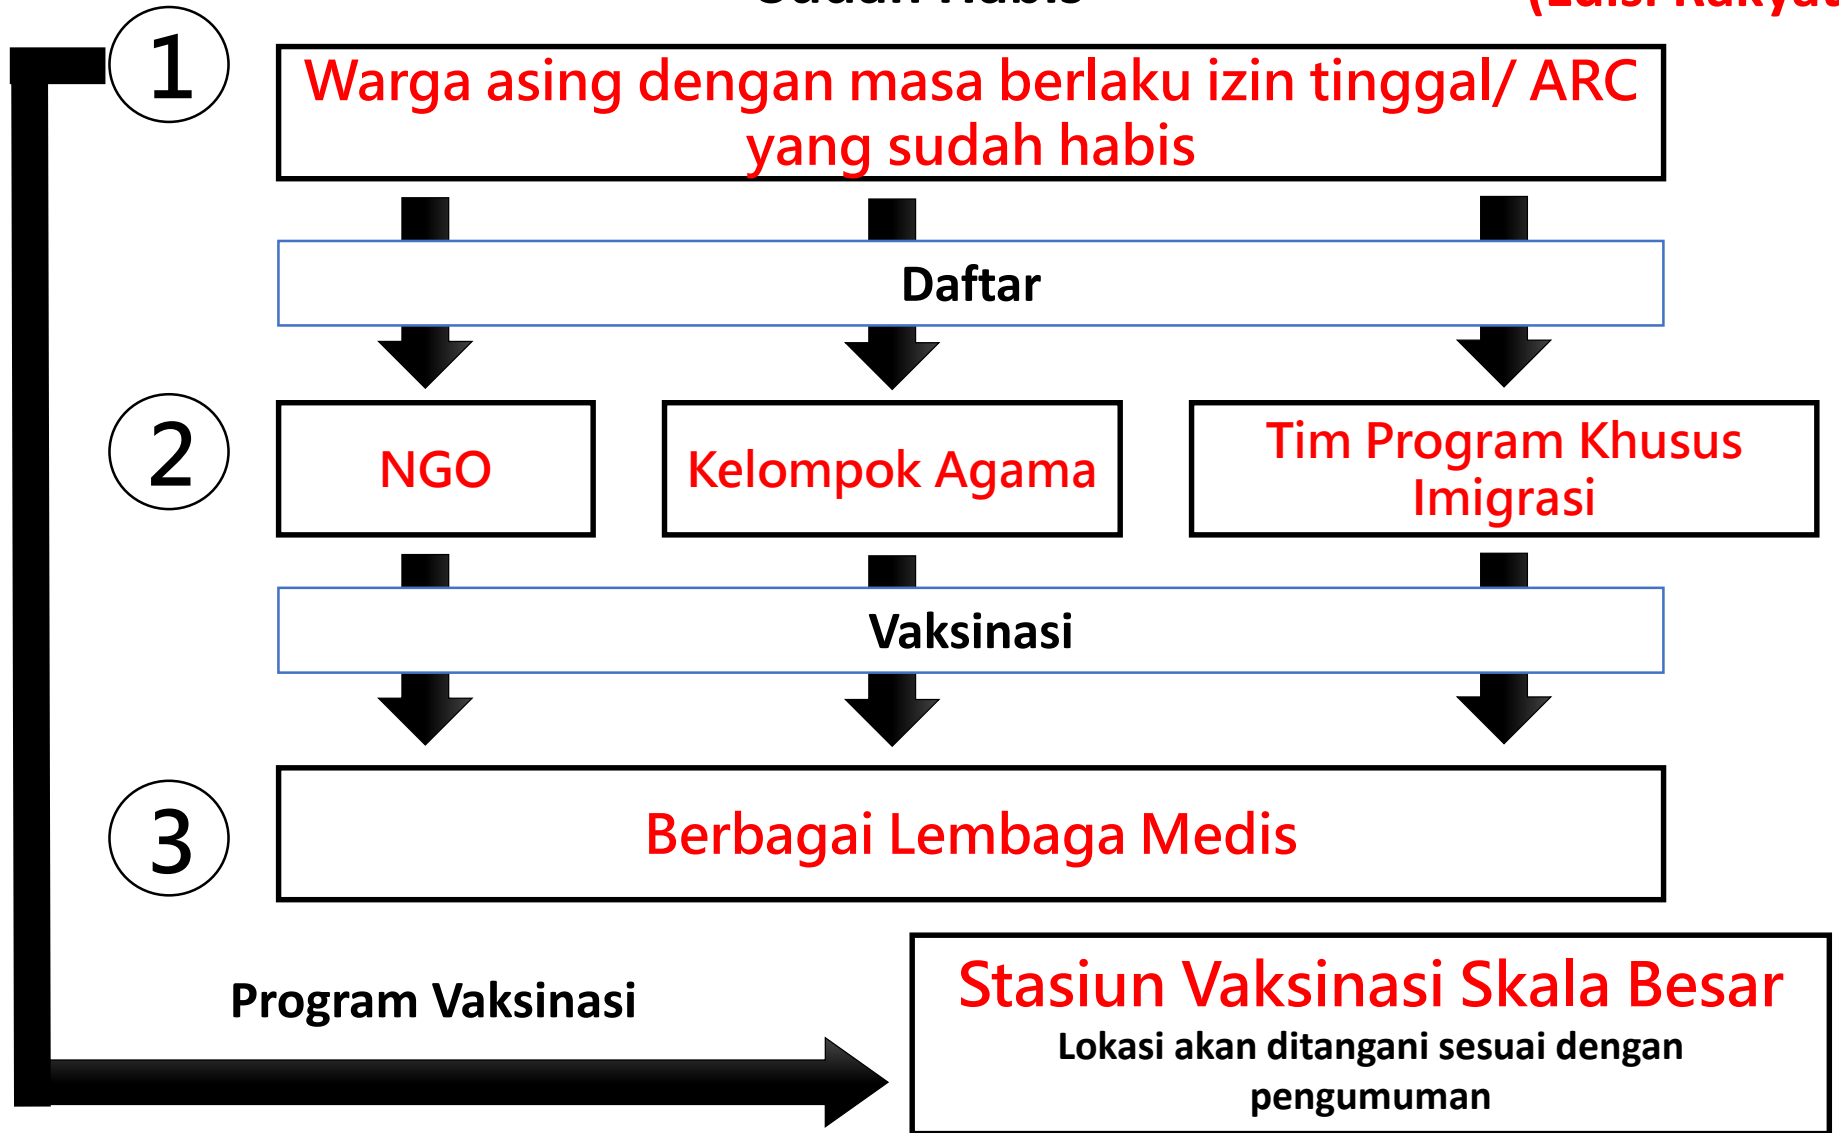 1
Warga asing dengan masa berlaku izin tinggal/ ARC
yang sudah habis
Daftar
2
NGO
Kelompok Agama
Tim Program Khusus
Imigrasi
Vaksinasi
3
Berbagai Lembaga Medis
Program Vaksinasi
Stasiun Vaksinasi Skala Besar
Lokasi akan ditangani sesuai dengan
pengumuman